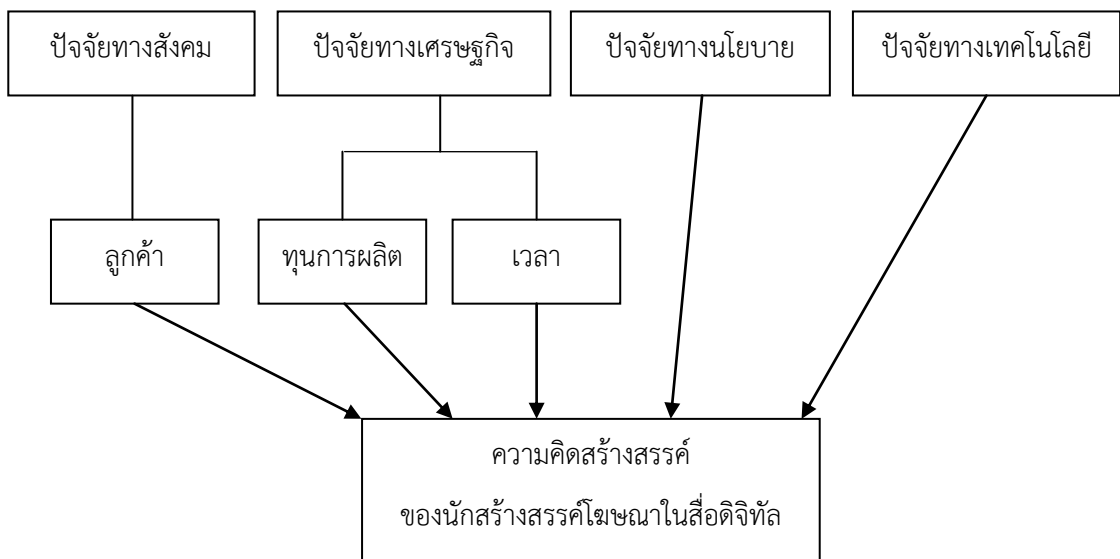 ปัจจัยทางสังคม
ปัจจัยทางเศรษฐกิจ
ปัจจัยทางนโยบาย
ปัจจัยทางเทคโนโลยี
ลูกค้า
ทุนการผลิต
เวลา
ความคิดสร้างสรรค์
ของนักสร้างสรรค์โฆษณาในสื่อดิจิทัล